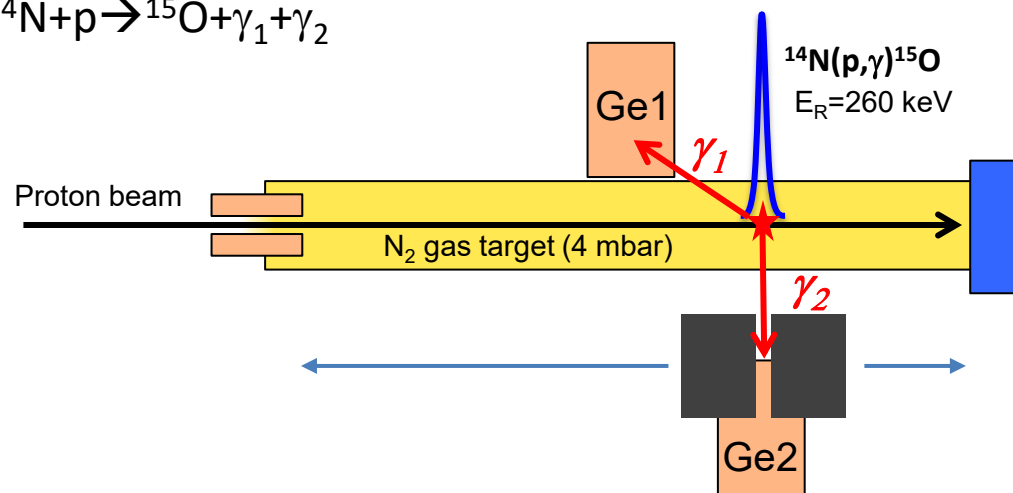 ⁴N+p→¹⁵O+γ₁+γ₂
¹⁴N(p,γ)¹⁵O
E_R=260 keV
Ge1
γ₁
Proton beam
N₂ gas target (4 mbar)
γ₂
Ge2